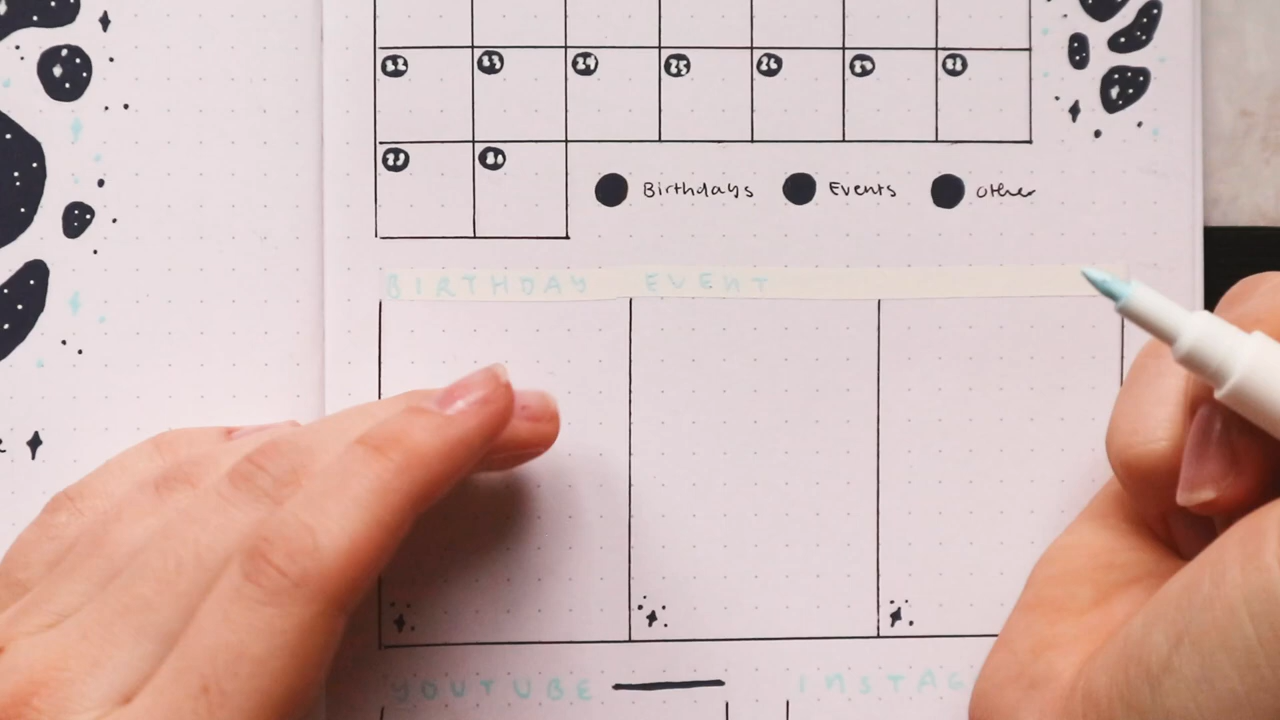 22 23 24 25 26 27 28
29 30
Birthdays Events other
BIRTHDAY EVENT
YOUTUBE INSTAG